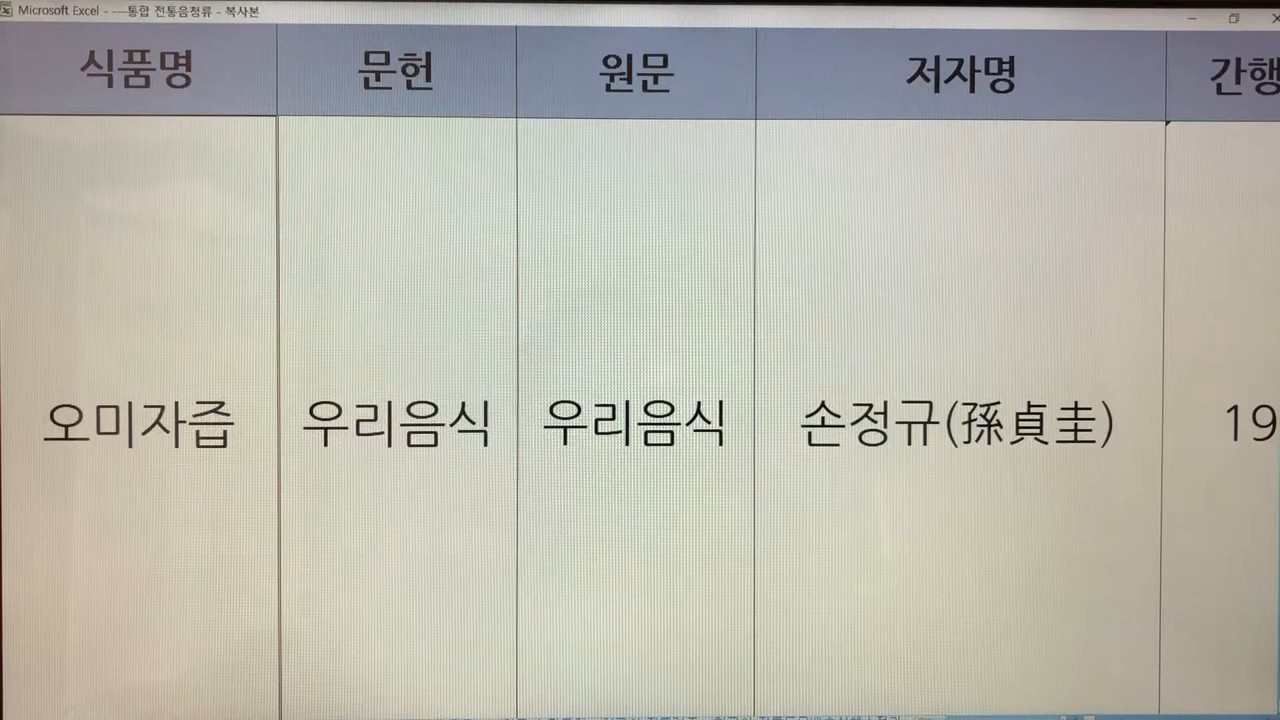 Microsoft Excel - ----통합 전통음청류 - 복사본
식품명 문헌 원문 저자명 간행
오미자즙 우리음식 우리음식 손정규(孫貞圭) 19